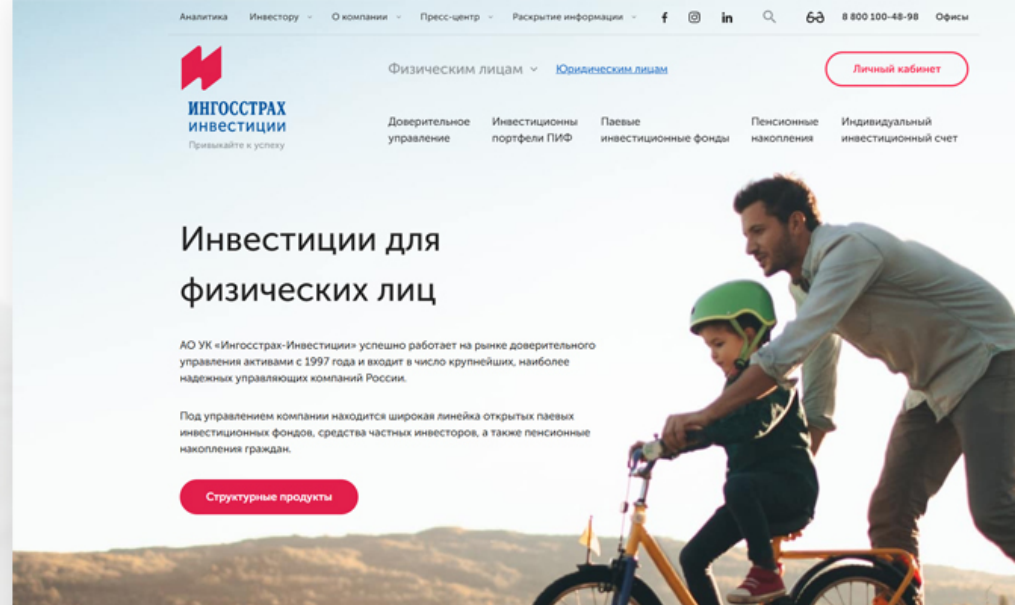 Аналитика Инвестору О компании Пресс-центр Раскрытие информации f in 8 800 100-48-98 Офисы
Физическим лицам Юридическим лицам Личный кабинет
ИНГОССТРАХ
ИНВЕСТИЦИИ
Привыкайте к успеху
Доверительное управление
Инвестиционны портфели ПИФ
Паевые инвестиционные фонды
Пенсионные накопления
Индивидуальный инвестиционный счет
Инвестиции для
физических лиц
АО УК «Ингосстрах-Инвестиции» успешно работает на рынке доверительного
управления активами с 1997 года и входит в число крупнейших, наиболее
надежных управляющих компаний России.
Под управлением компании находится широкая линейка открытых паевых
инвестиционных фондов, средства частных инвесторов, а также пенсионные
накопления граждан.
Структурные продукты